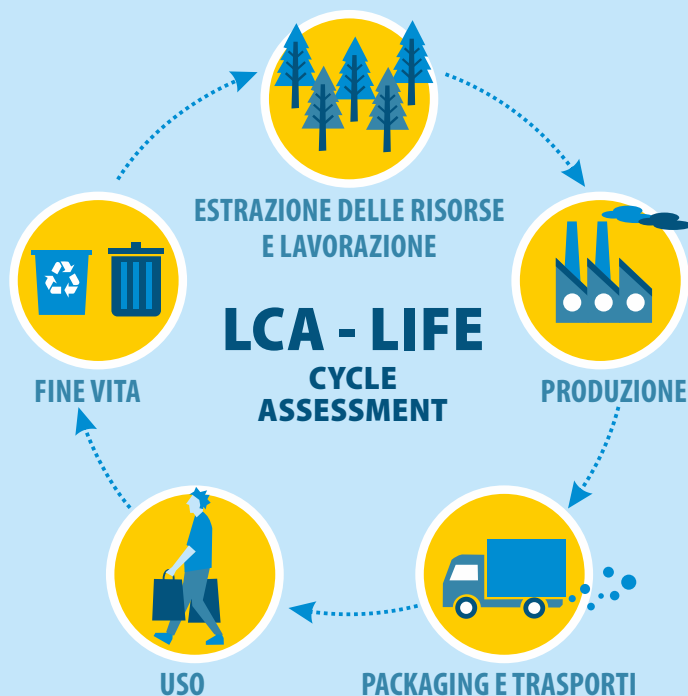 ESTRAZIONE DELLE RISORSE
E LAVORAZIONE
LCA - LIFE
CYCLE
ASSESSMENT
FINE VITA
PRODUZIONE
USO
PACKAGING E TRASPORTI